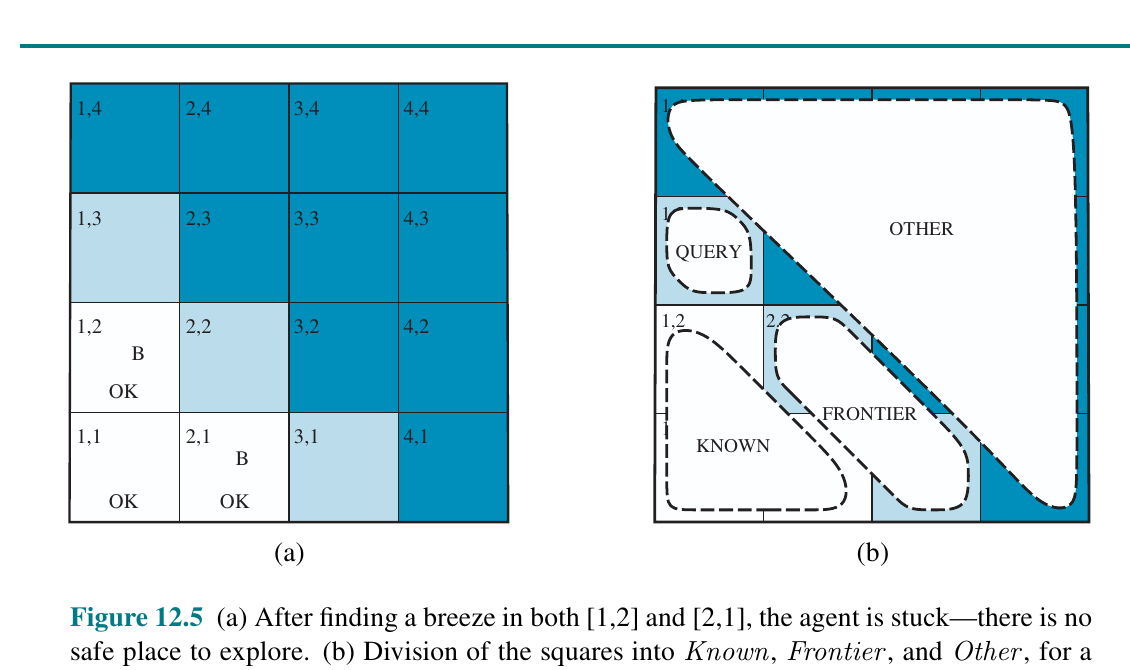 1,4 2,4 3,4 4,4
1,3 2,3 3,3 4,3
1,2 2,2 3,2 4,2
B
OK
1,1 2,1 3,1 4,1
B
OK OK
(a)
OTHER
QUERY
1,2
FRONTIER
KNOWN
(b)
Figure 12.5 (a) After finding a breeze in both [1,2] and [2,1], the agent is stuck—there is no
safe place to explore. (b) Division of the squares into Known, Frontier, and Other, for a